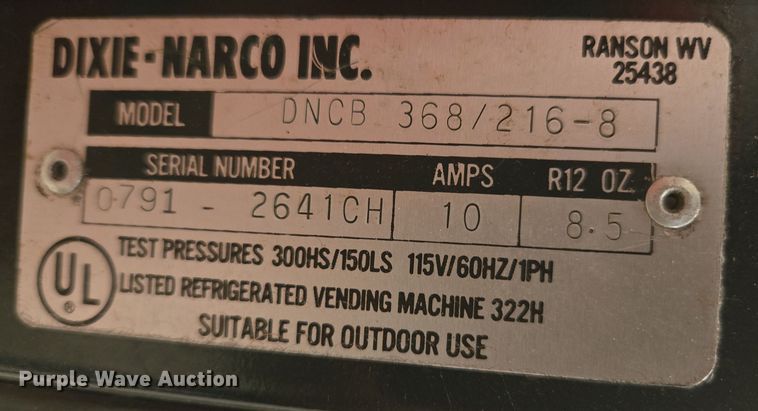 DIXIE-NARCO INC.
RANSON WV
25438
MODEL DNCB 368/216-8
SERIAL NUMBER AMPS R12 OZ.
0791 - 2641CH 10 8.5
TEST PRESSURES 300HS/150LS 115V/60HZ/1PH
UL ®
LISTED REFRIGERATED VENDING MACHINE 322H
SUITABLE FOR OUTDOOR USE
Purple Wave Auction